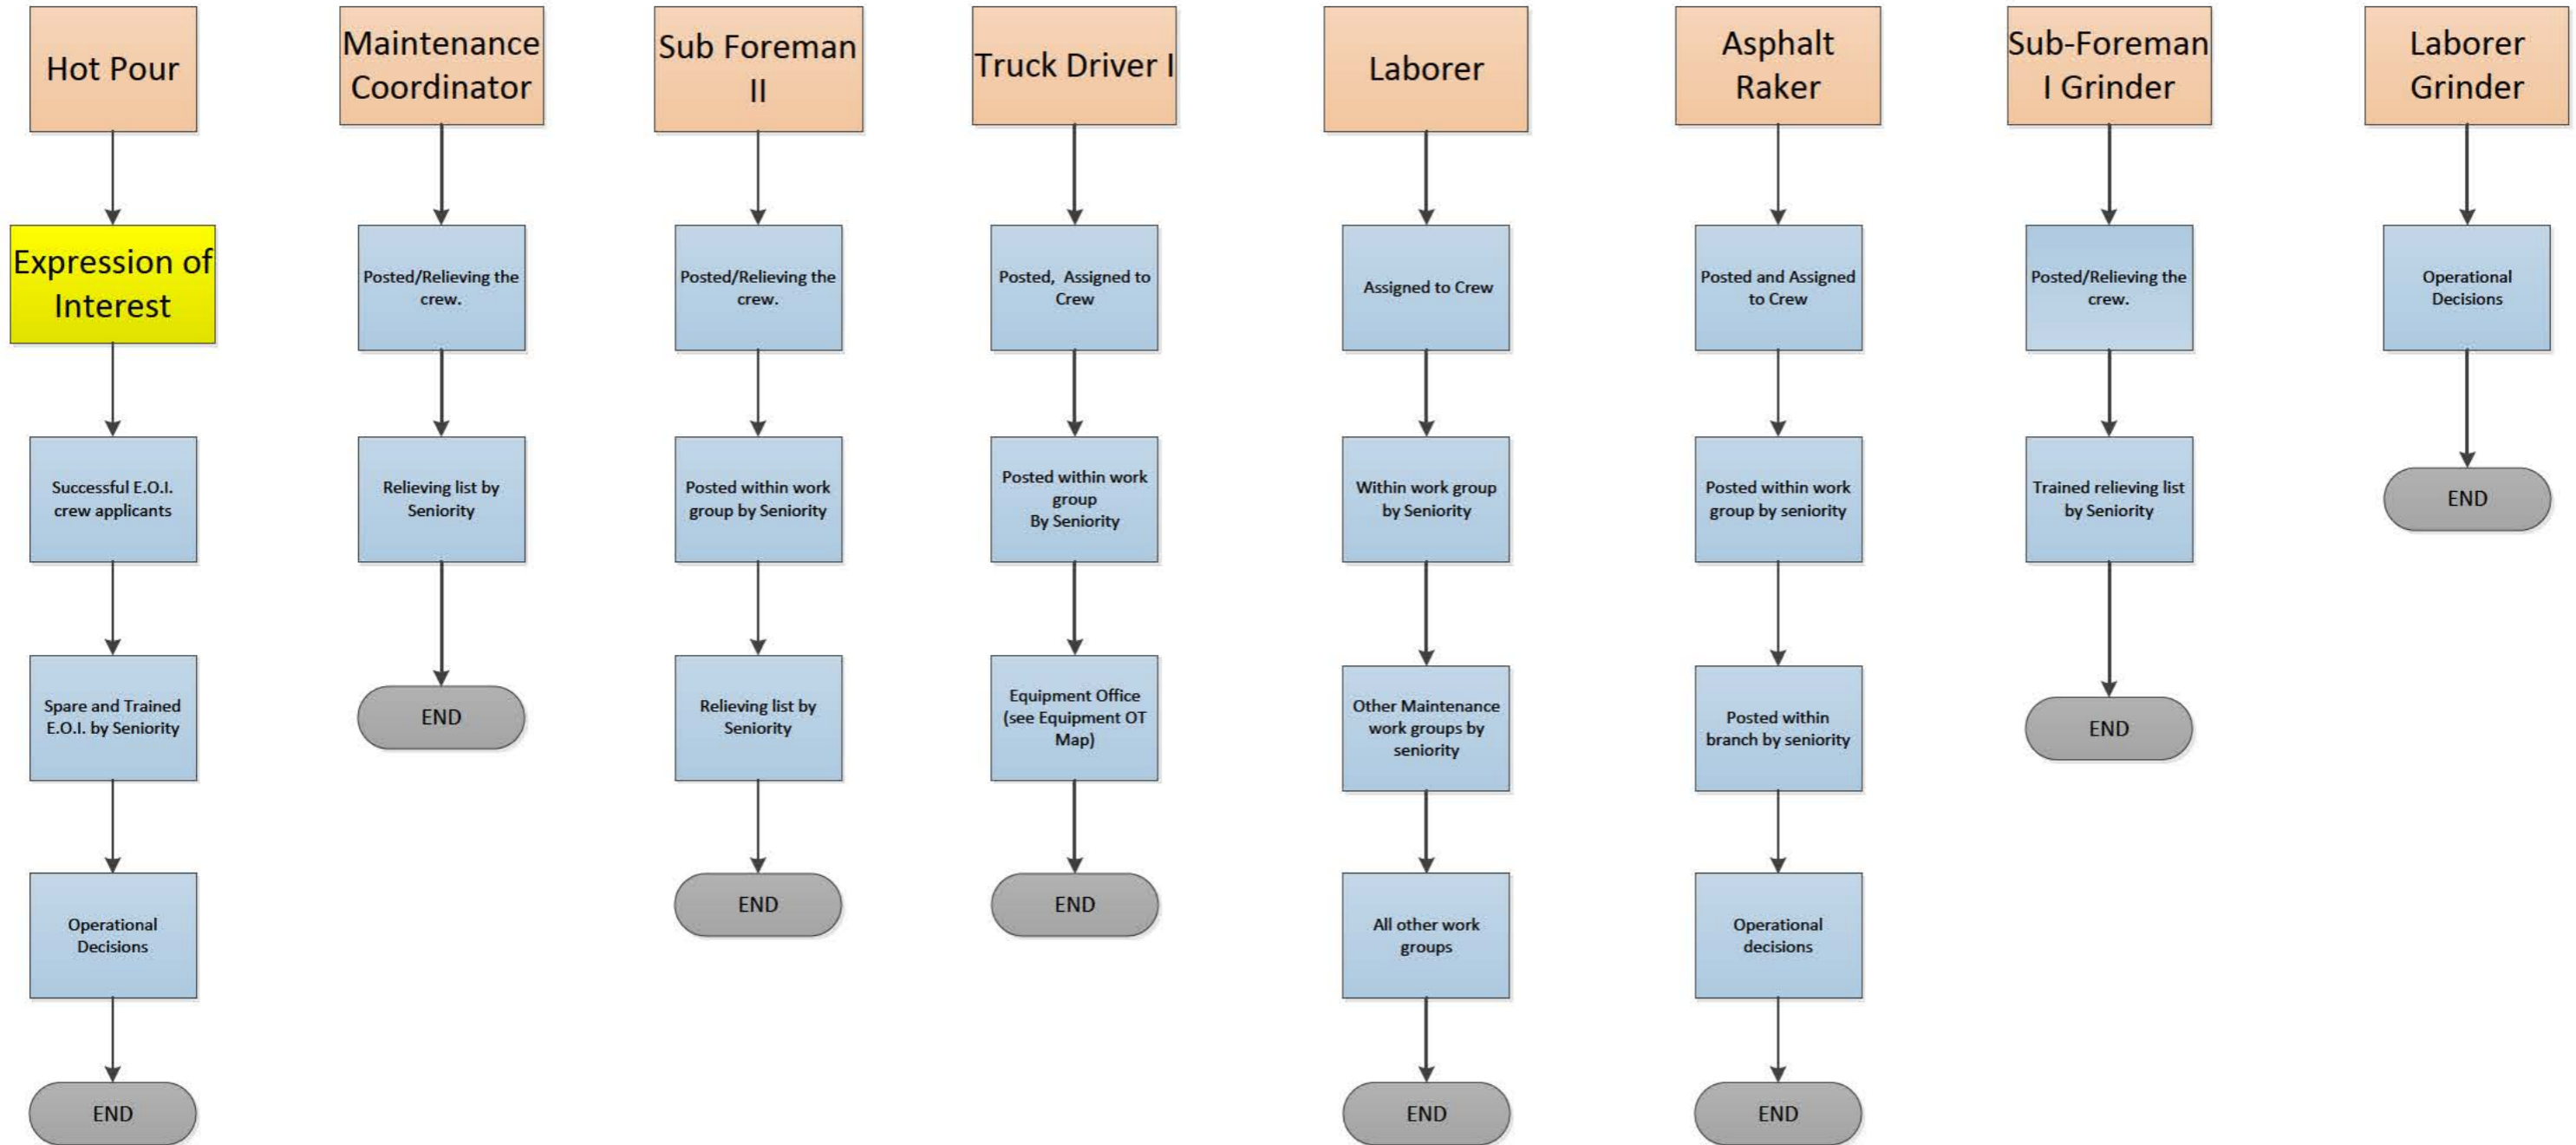 Hot Pour
Expression of
Interest
Successful E.O.I.
crew applicants
Spare and Trained
E.O.I. by Seniority
Operational
Decisions
END
Maintenance
Coordinator
Posted/Relieving the
crew.
Relieving list by
Seniority
END
Sub Foreman
II
Posted/Relieving the
crew.
Posted within work
group by Seniority
Relieving list by
Seniority
END
Truck Driver I
Posted, Assigned to
Crew
Posted within work
group
By Seniority
Equipment Office
(see Equipment OT
Map)
END
Laborer
Assigned to Crew
Within work group
by Seniority
Other Maintenance
work groups by
seniority
All other work
groups
END
Asphalt
Raker
Posted and Assigned
to Crew
Posted within work
group by seniority
Posted within
branch by seniority
Operational
decisions
END
Sub-Foreman
I Grinder
Posted/Relieving the
crew.
Trained relieving list
by Seniority
END
Laborer
Grinder
Operational
Decisions
END